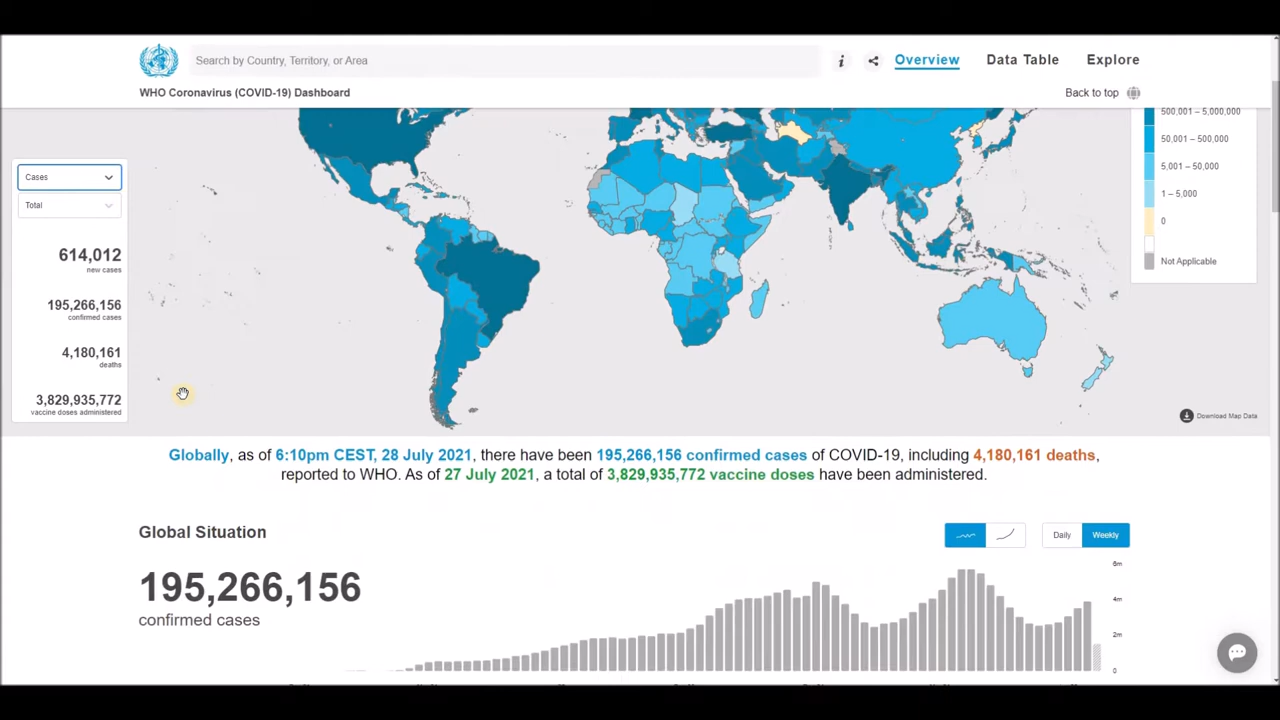 Search by Country, Territory, or Area
i
Overview
Data Table
Explore
WHO Coronavirus (COVID-19) Dashboard
Back to top
500,001 – 5,000,000
50,001 – 500,000
5,001 – 50,000
1 – 5,000
0
Not Applicable
Cases
Total
614,012
new cases
195,266,156
confirmed cases
4,180,161
deaths
3,829,935,772
vaccine doses administered
Download Map Data
Globally, as of 6:10pm CEST, 28 July 2021, there have been 195,266,156 confirmed cases of COVID-19, including 4,180,161 deaths,
reported to WHO. As of 27 July 2021, a total of 3,829,935,772 vaccine doses have been administered.
Global Situation
Daily
Weekly
195,266,156
confirmed cases
6m
4m
2m
0